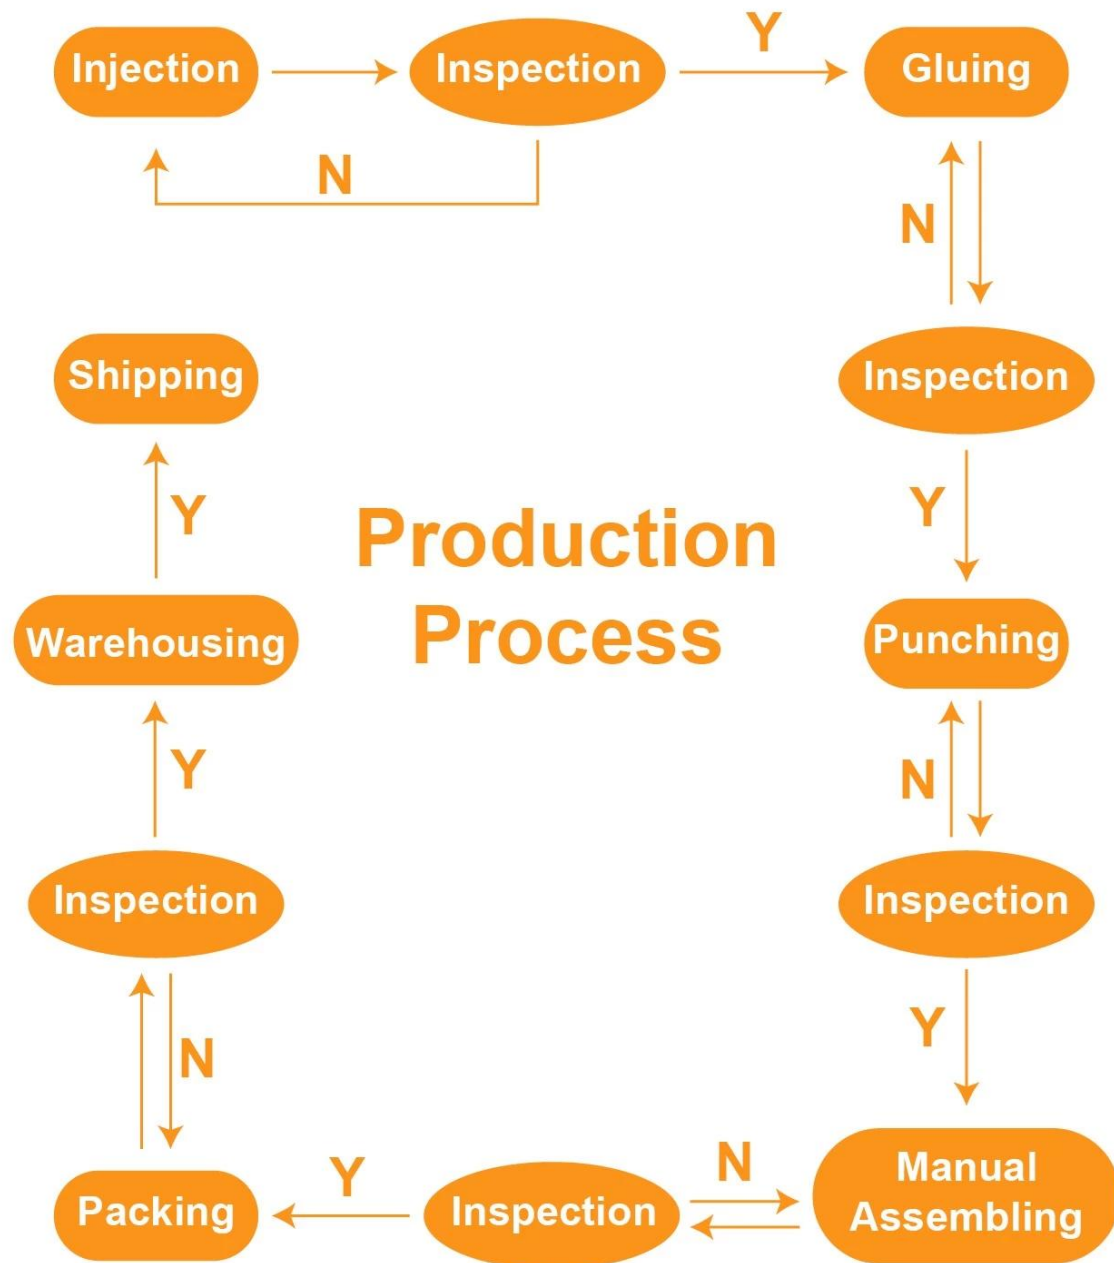 Injection
Inspection
Y
Gluing
N
N
Inspection
Shipping
Y
Y
Production
Process
Warehousing
Punching
Y
N
Inspection
Inspection
Y
N
Manual
Assembling
N
Y
Inspection
Packing